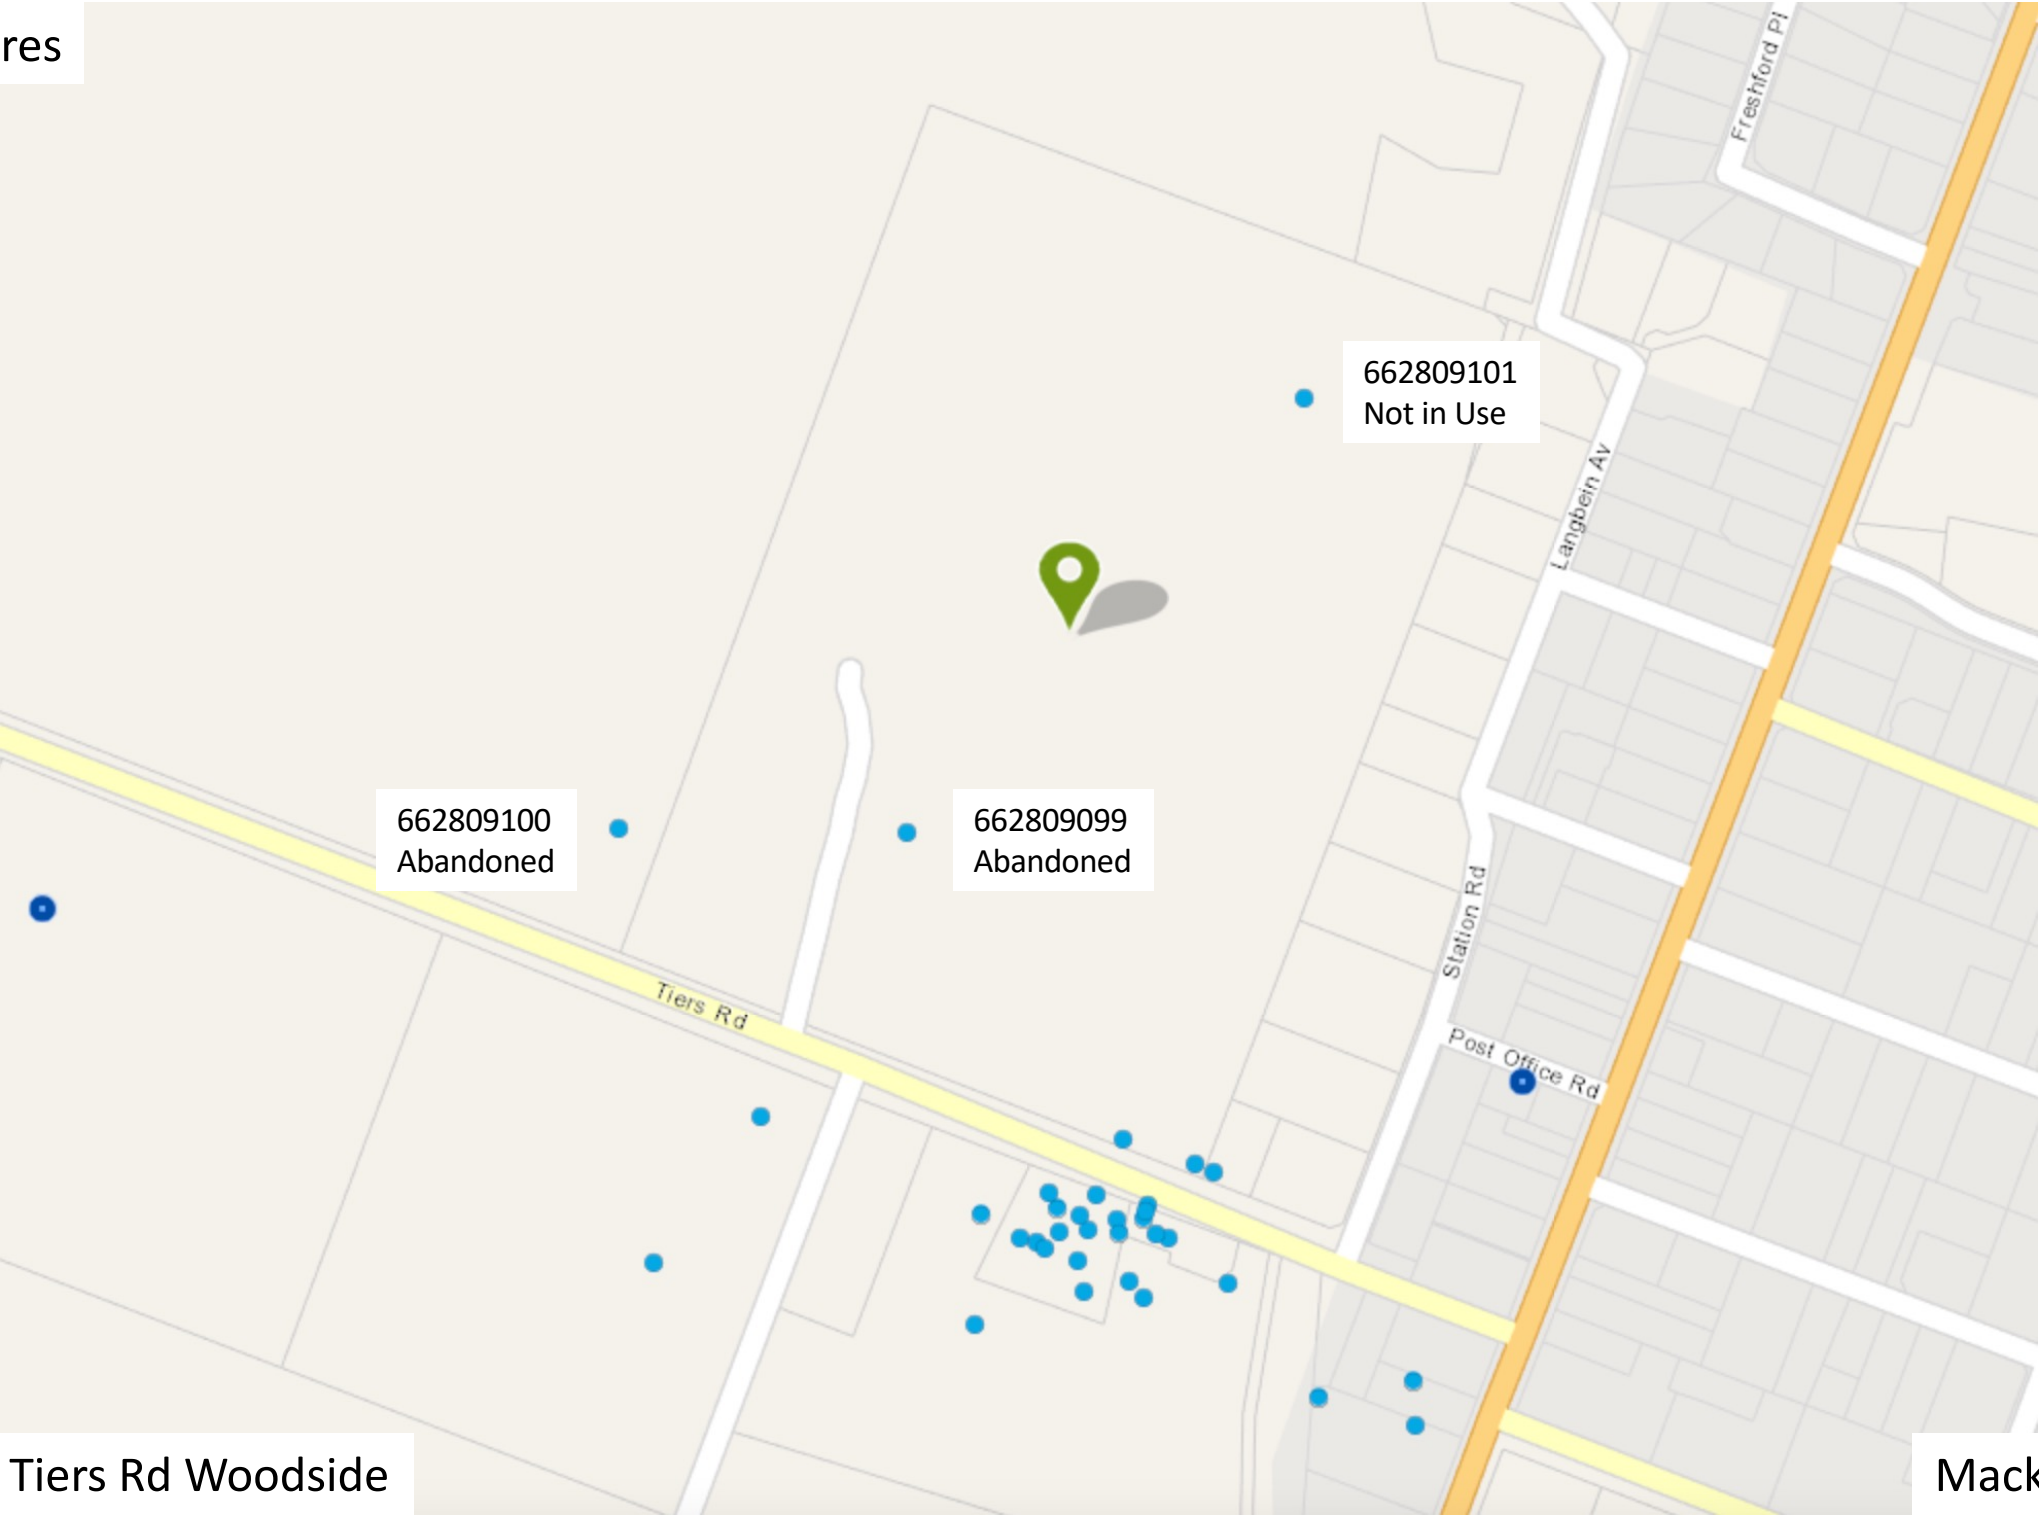 res
Freshford Pl
662809101
Not in Use
Langbein Av
662809100
Abandoned
662809099
Abandoned
Station Rd
Tiers Rd
Post Office Rd
Tiers Rd Woodside
Mack